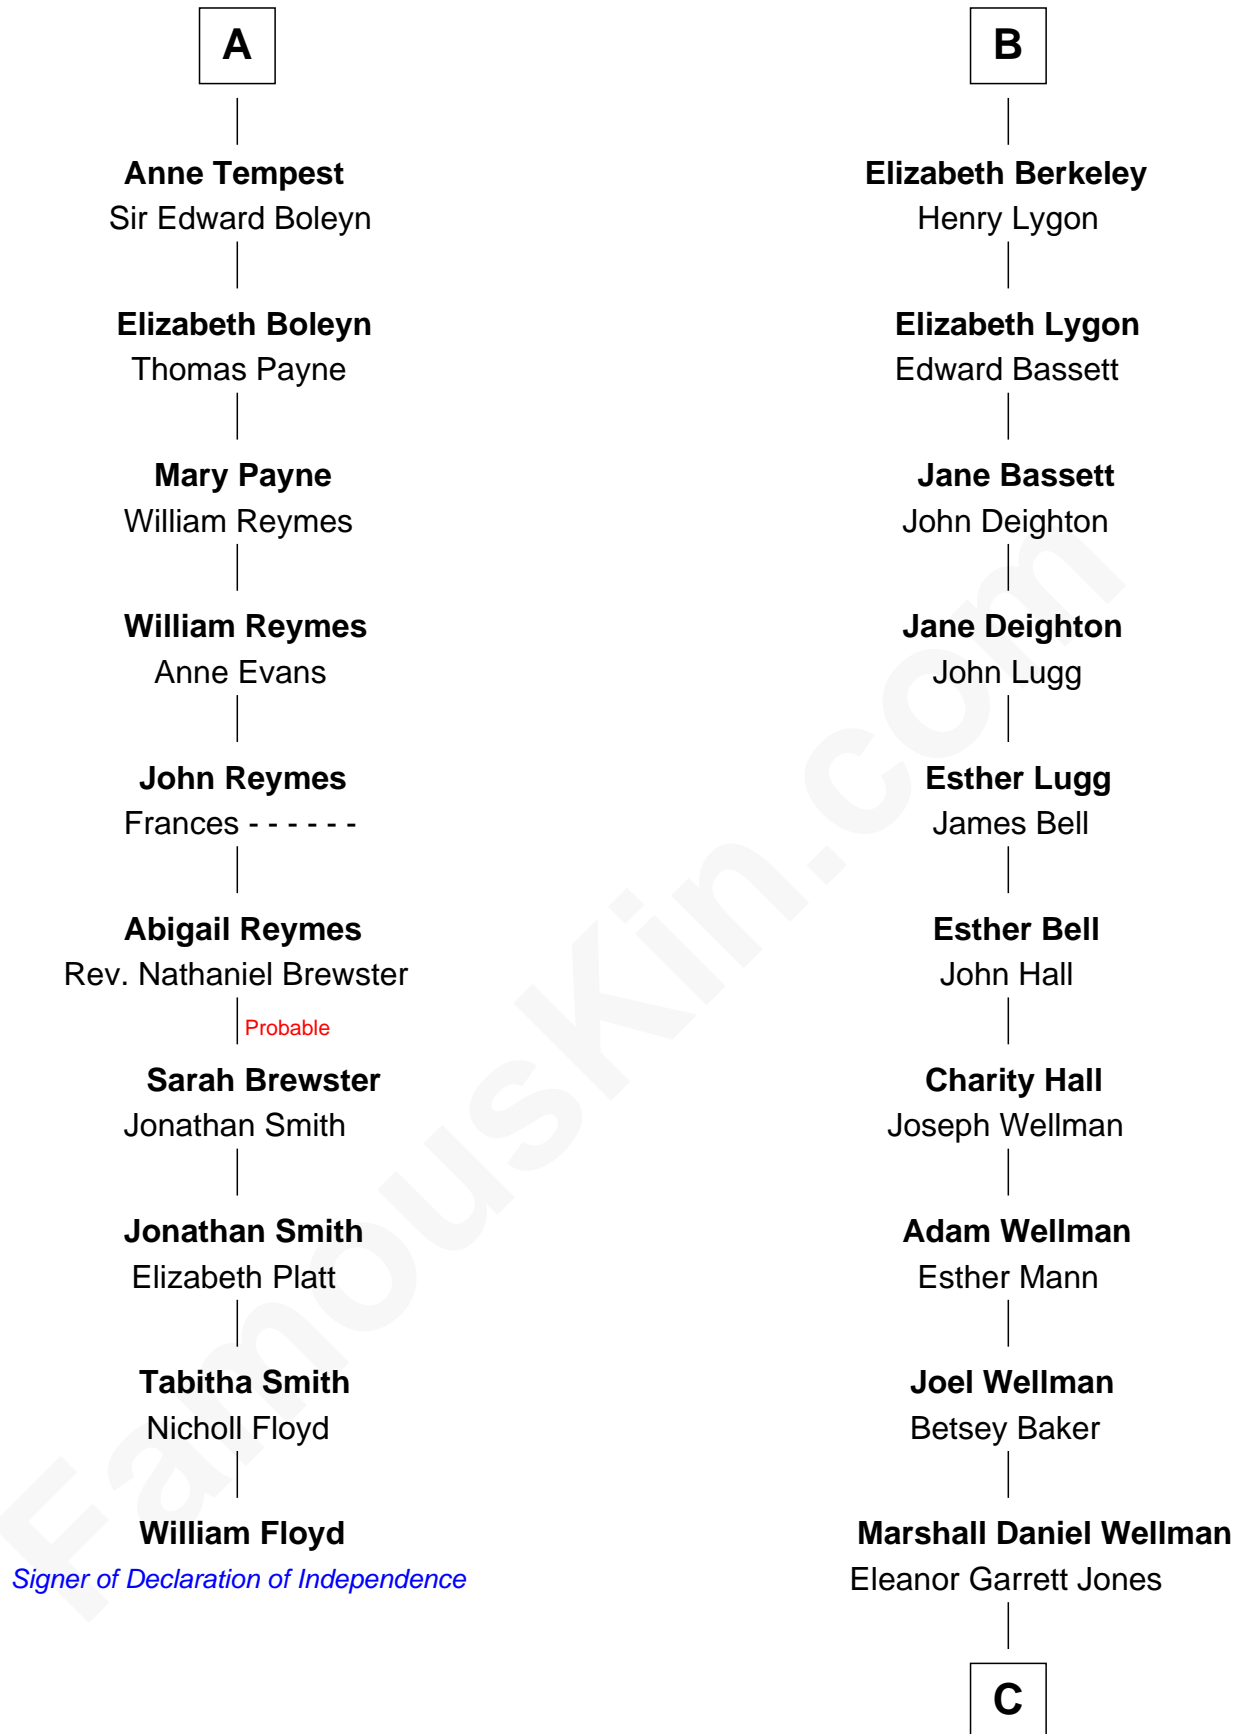 A
Anne Tempest
Sir Edward Boleyn
Elizabeth Boleyn
Thomas Payne
Mary Payne
William Reymes
William Reymes
Anne Evans
John Reymes
Frances - - - - - -
Abigail Reymes
Rev. Nathaniel Brewster
Probable
Sarah Brewster
Jonathan Smith
Jonathan Smith
Elizabeth Platt
Tabitha Smith
Nicholl Floyd
William Floyd
Signer of Declaration of Independence
B
Elizabeth Berkeley
Henry Lygon
Elizabeth Lygon
Edward Bassett
Jane Bassett
John Deighton
Jane Deighton
John Lugg
Esther Lugg
James Bell
Esther Bell
John Hall
Charity Hall
Joseph Wellman
Adam Wellman
Esther Mann
Joel Wellman
Betsey Baker
Marshall Daniel Wellman
Eleanor Garrett Jones
C
FamousKin.com